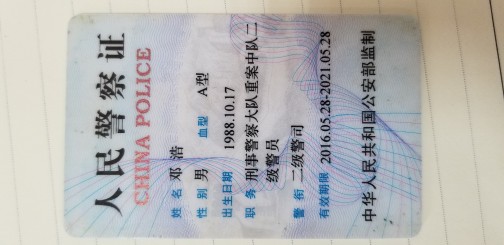 人民警察证
CHINA POLICE
姓名 邓浩
性别 男 血型 A型
出生日期 1988.10.17
职务 刑事警察大队重案中队二
级警员
警衔 二级警司
有效期限 2016.05.28-2021.05.28
中华人民共和国公安部监制